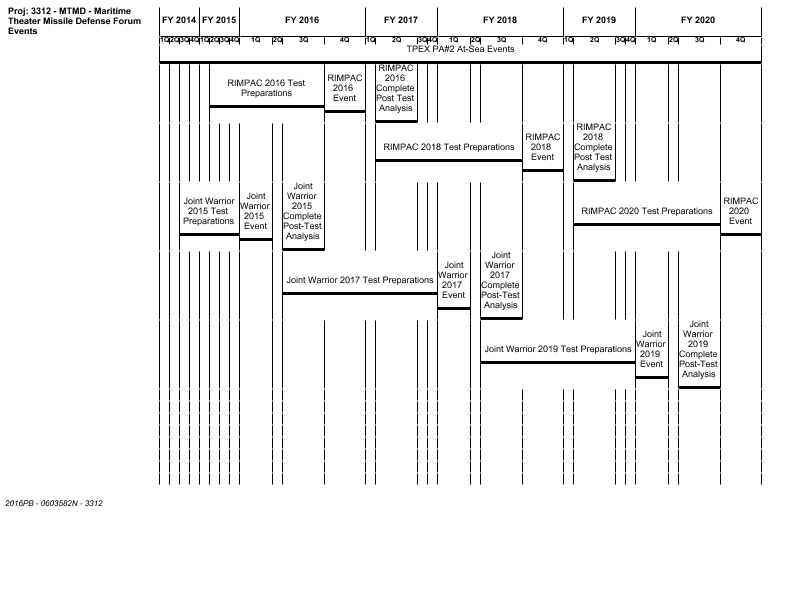 Proj: 3312 - MTMD - Maritime
Theater Missile Defense Forum
Events
FY 2014 FY 2015 FY 2016 FY 2017 FY 2018 FY 2019 FY 2020
1Q 2Q 3Q 4Q 1Q 2Q 3Q 4Q 1Q 2Q 3Q 4Q 1Q 2Q 3Q 4Q 1Q 2Q 3Q 4Q 1Q 2Q 3Q 4Q 1Q 2Q 3Q 4Q
TPEX PA#2 At-Sea Events
RIMPAC 2016 Test
Preparations
RIMPAC
2016
Event
RIMPAC
2016
Complete
Post Test
Analysis
RIMPAC 2018 Test Preparations
RIMPAC
2018
Event
RIMPAC
2018
Complete
Post Test
Analysis
Joint Warrior
2015 Test
Preparations
Joint
Warrior
2015
Event
Joint
Warrior
2015
Complete
Post-Test
Analysis
RIMPAC 2020 Test Preparations
RIMPAC
2020
Event
Joint Warrior 2017 Test Preparations
Joint
Warrior
2017
Event
Joint
Warrior
2017
Complete
Post-Test
Analysis
Joint Warrior 2019 Test Preparations
Joint
Warrior
2019
Event
Joint
Warrior
2019
Complete
Post-Test
Analysis
2016PB - 0603582N - 3312